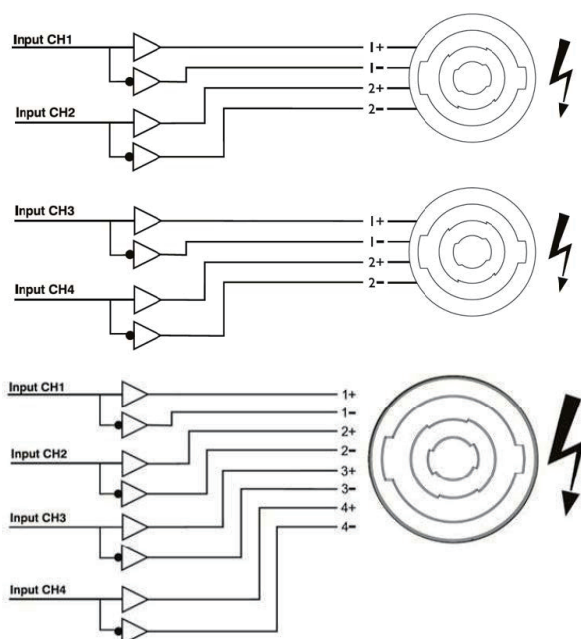 Input CH1
1+
1-
2+
Input CH2
2-
Input CH3
1+
1-
2+
2-
Input CH4
Input CH1
1+
1-
2+
Input CH2
2-
3+
3-
Input CH3
4+
4-
Input CH4